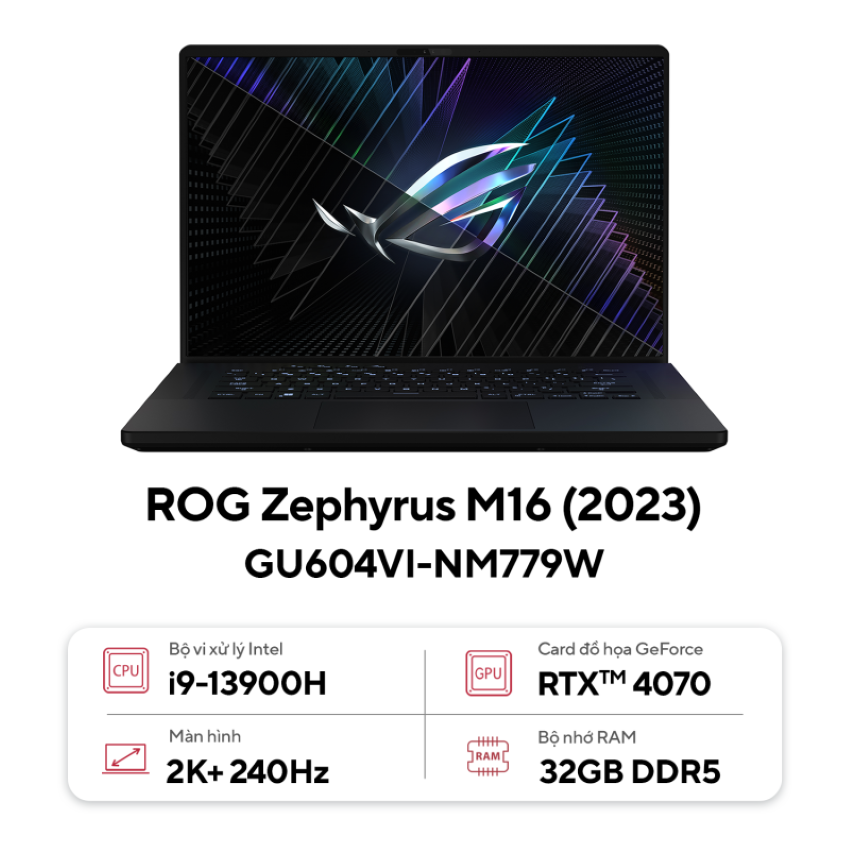 ROG Zephyrus M16 (2023)
GU604VI-NM779W
CPU
Bộ vi xử lý Intel
i9-13900H
GPU
Card đồ họa GeForce
RTX™ 4070
Màn hình
2K+ 240Hz
RAM
Bộ nhớ RAM
32GB DDR5